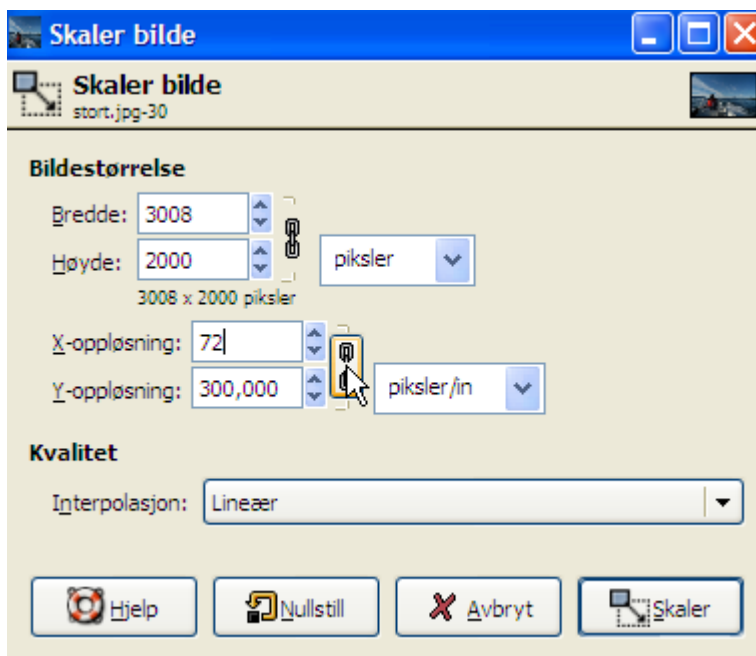 Skaler bilde
Skaler bilde
stort.jpg-30
Bildestørrelse
Bredde: 3008
Høyde: 2000 piksler
3008 x 2000 piksler
X-oppløsning: 72
Y-oppløsning: 300,000 piksler/in
Kvalitet
Interpolasjon: Lineær
Hjelp Nullstill Avbryt Skaler